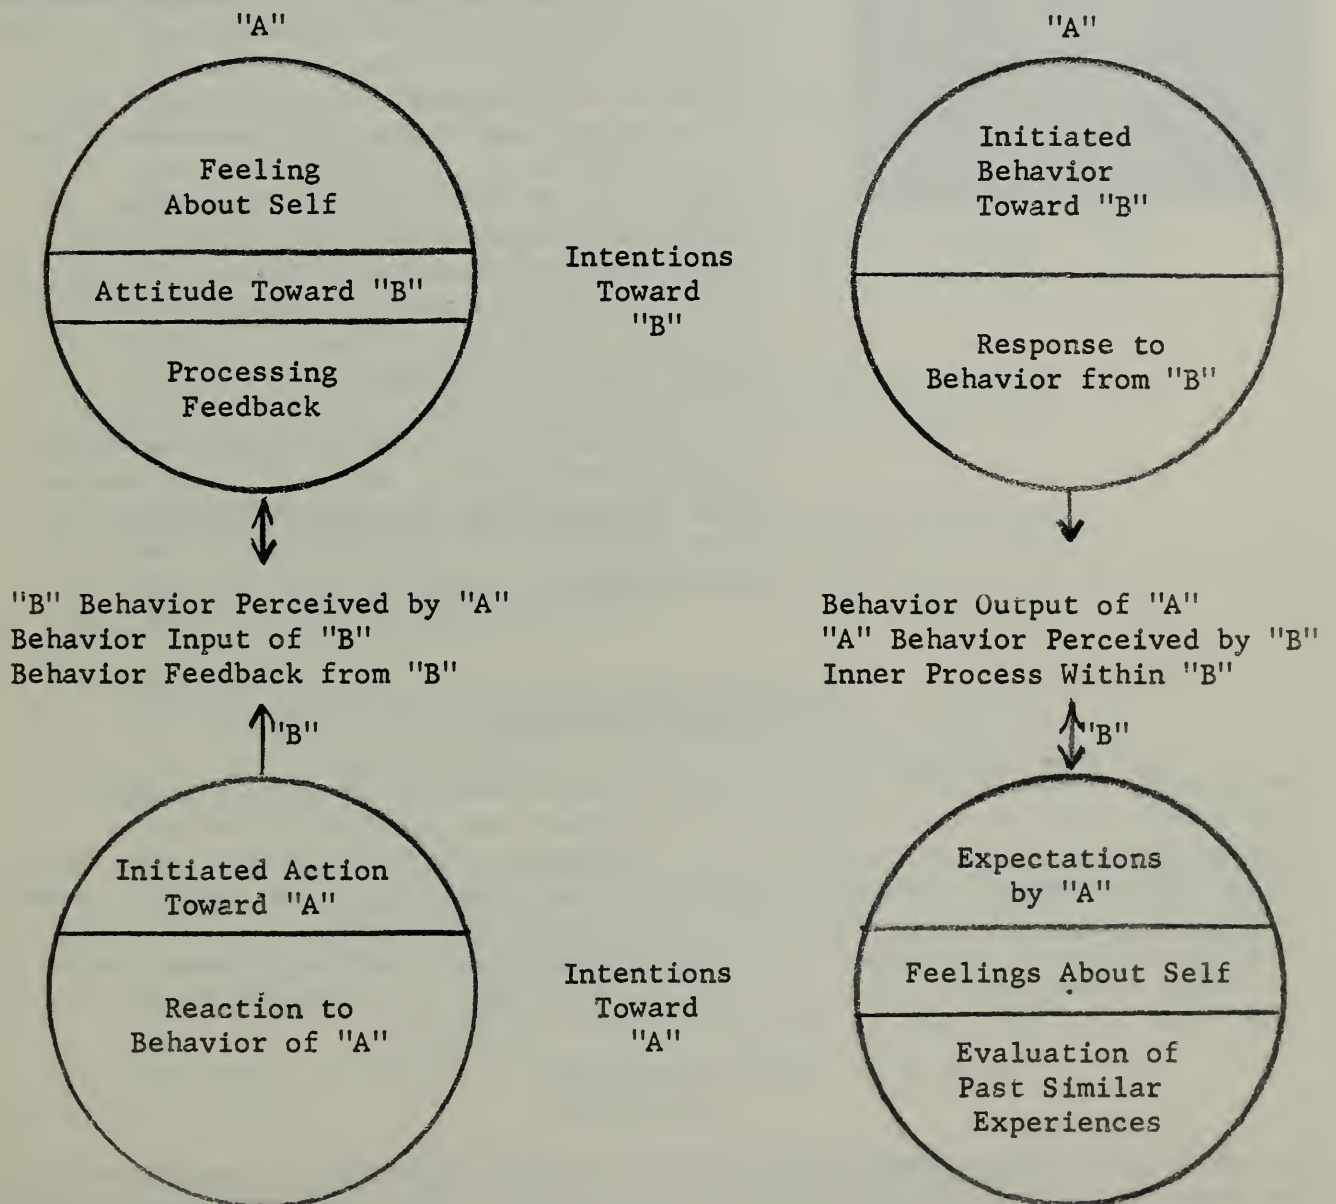 "A"
Feeling
About Self
Attitude Toward "B"
Processing
Feedback
Intentions
Toward
"B"
"A"
Initiated
Behavior
Toward "B"
Response to
Behavior from "B"
"B" Behavior Perceived by "A"
Behavior Input of "B"
Behavior Feedback from "B"
Behavior Output of "A"
"A" Behavior Perceived by "B"
Inner Process Within "B"
"B"
Initiated Action
Toward "A"
Reaction to
Behavior of "A"
Intentions
Toward
"A"
"B"
Expectations
by "A"
Feelings About Self
Evaluation of
Past Similar
Experiences